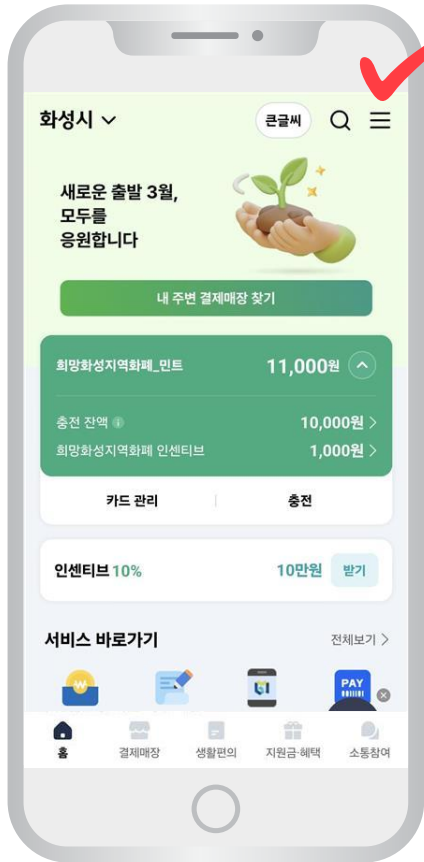 화성시
큰글씨
새로운 출발 3월,
모두를
응원합니다
내 주변 결제매장 찾기
희망화성지역화폐_민트 11,000원
충전 잔액 10,000원
희망화성지역화폐 인센티브 1,000원
카드 관리 충전
인센티브 10% 10만원 받기
서비스 바로가기 전체보기
PAY
홈 결제매장 생활편의 지원금·혜택 소통참여